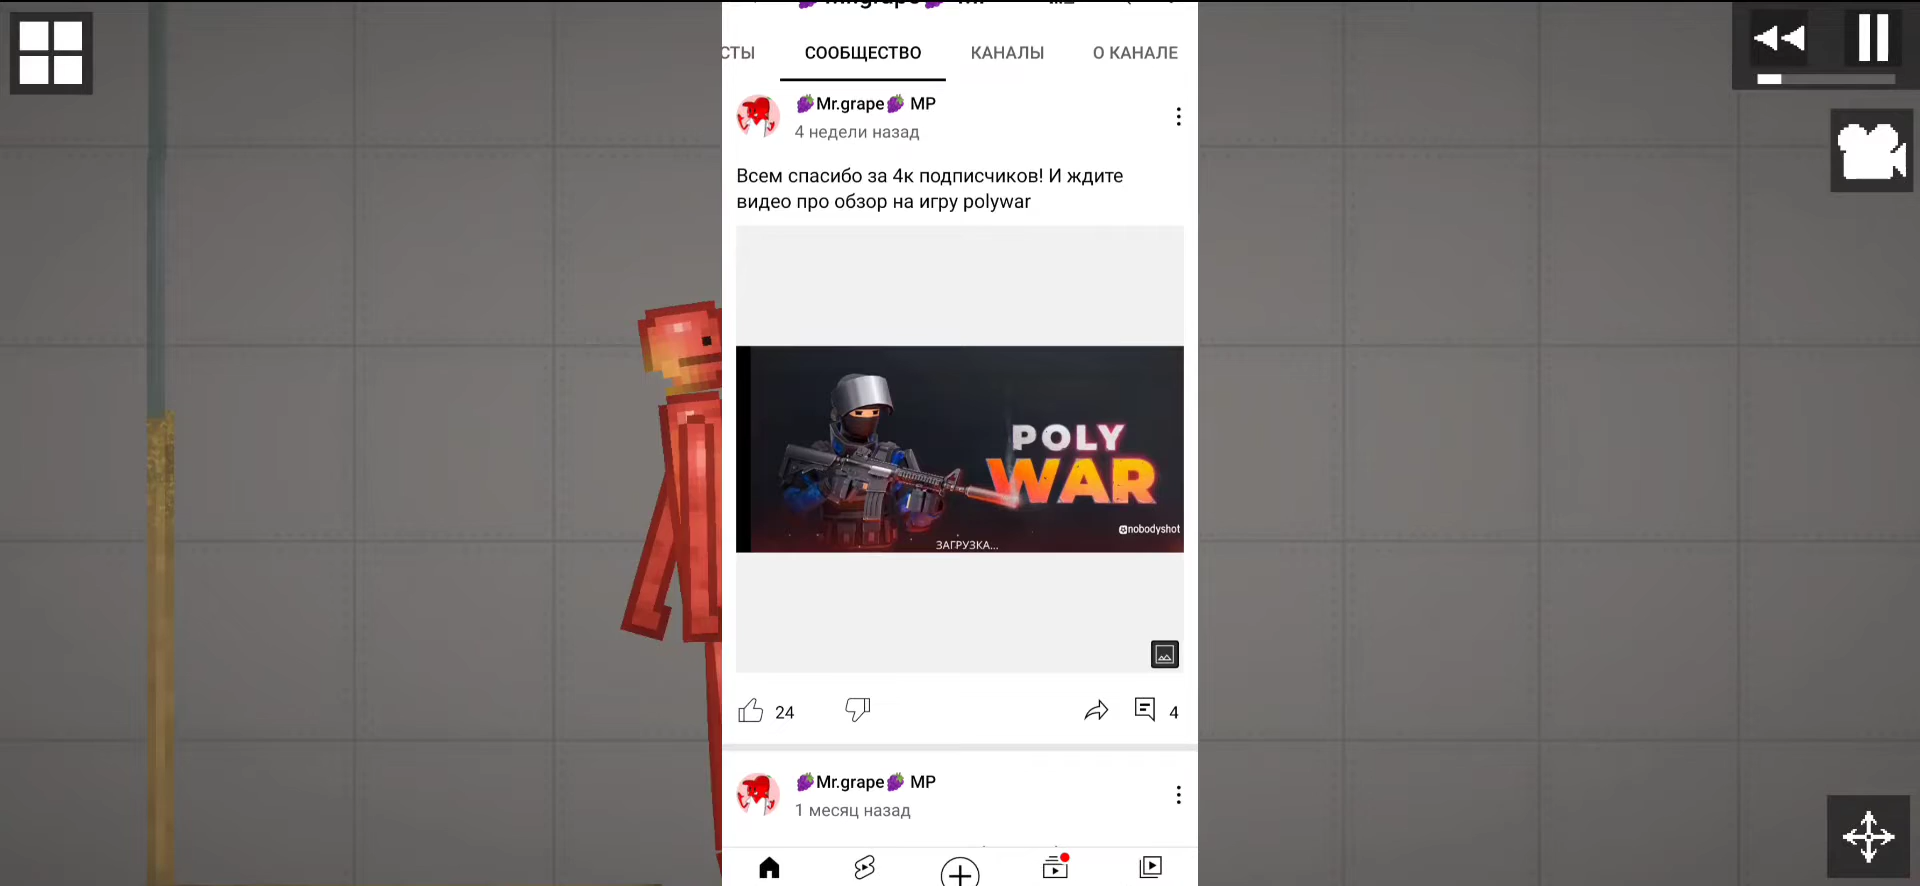 СТЫ СООБЩЕСТВО КАНАЛЫ О КАНАЛЕ
🍇Mr.grape🍇 MP
4 недели назад
Всем спасибо за 4к подписчиков! И ждите
видео про обзор на игру polywar
POLY
WAR
@nobodyshot
ЗАГРУЗКА...
24
4
🍇Mr.grape🍇 MP
1 месяц назад